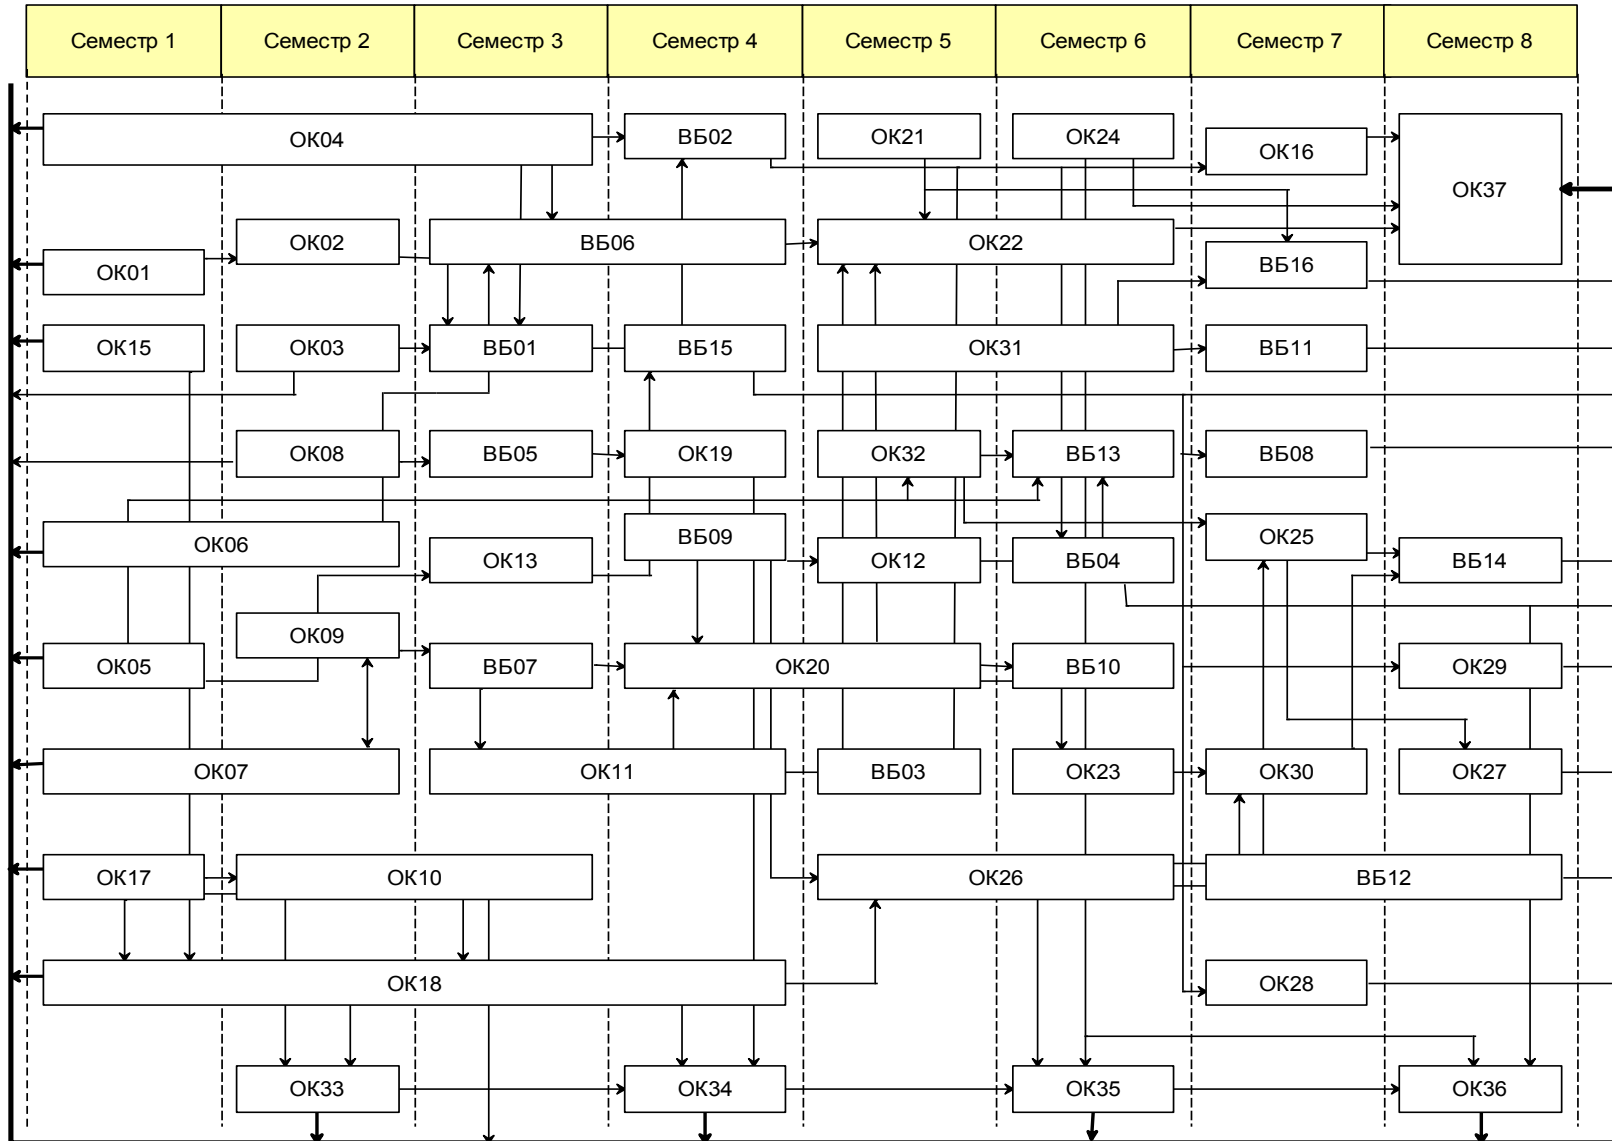 Семестр 1 Семестр 2 Семестр 3 Семестр 4 Семестр 5 Семестр 6 Семестр 7 Семестр 8
ОК04 ВБ02 ОК21 ОК24 ОК16
ОК37
ОК02 ВБ06 ОК22
ОК01 ВБ16
ОК15 ОК03 ВБ01 ВБ15 ОК31 ВБ11
ОК08 ВБ05 ОК19 ОК32 ВБ13 ВБ08
ОК06 ВБ09 ОК25
ОК13 ОК12 ВБ04 ВБ14
ОК09
ОК05 ВБ07 ОК20 ВБ10 ОК29
ОК07 ОК11 ВБ03 ОК23 ОК30 ОК27
ОК17 ОК10 ОК26 ВБ12
ОК18 ОК28
ОК33 ОК34 ОК35 ОК36